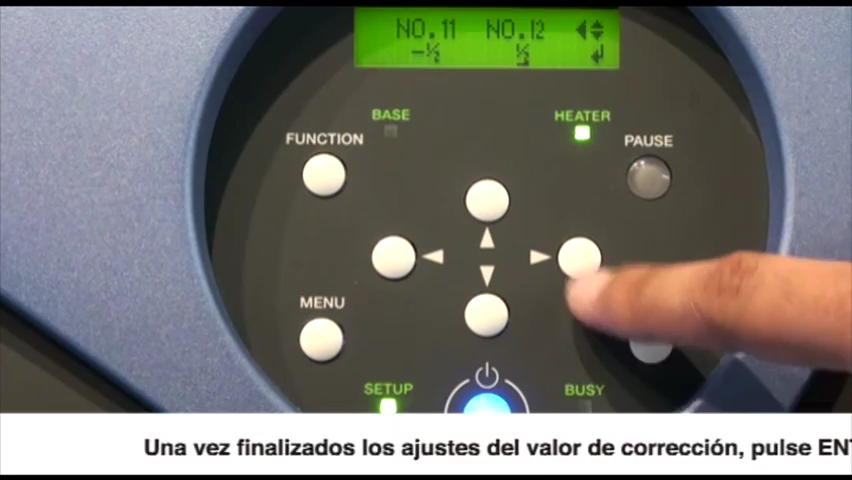 NO.11 NO.12
-½ ½
BASE
HEATER
FUNCTION
PAUSE
MENU
SETUP
BUSY
Una vez finalizados los ajustes del valor de corrección, pulse EN